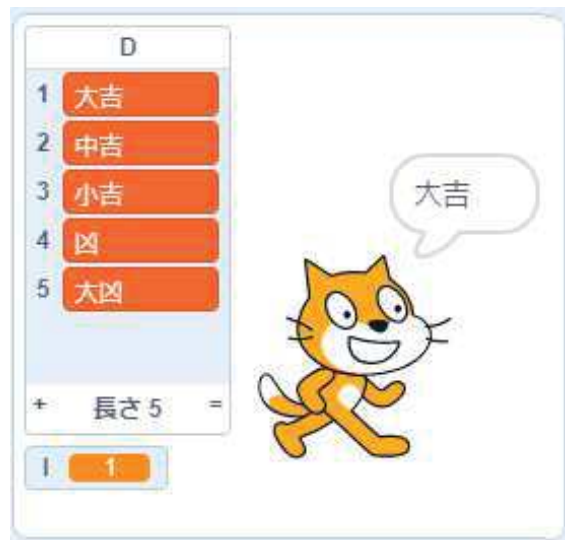 D
1 大吉
2 中吉
3 小吉
4 凶
5 大凶
+ 長さ 5 =
I 1
大吉